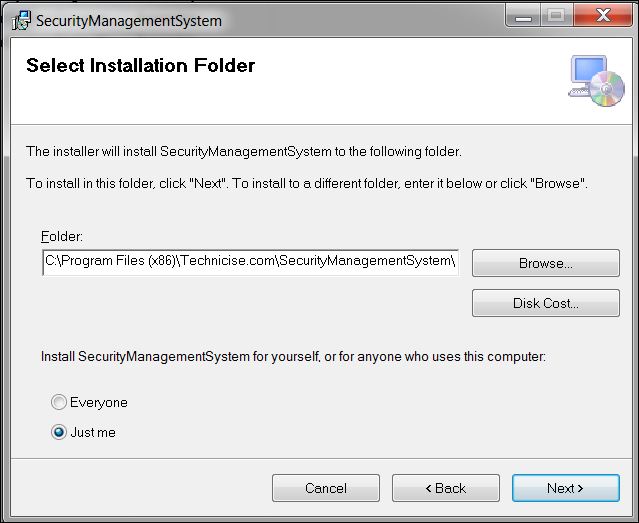 SecurityManagementSystem
Select Installation Folder
The installer will install SecurityManagementSystem to the following folder.
To install in this folder, click "Next". To install to a different folder, enter it below or click "Browse".
Folder:
C:\Program Files (x86)\Technicise.com\SecurityManagementSystem\
Browse...
Disk Cost...
Install SecurityManagementSystem for yourself, or for anyone who uses this computer:
Everyone
Just me
Cancel
< Back
Next >